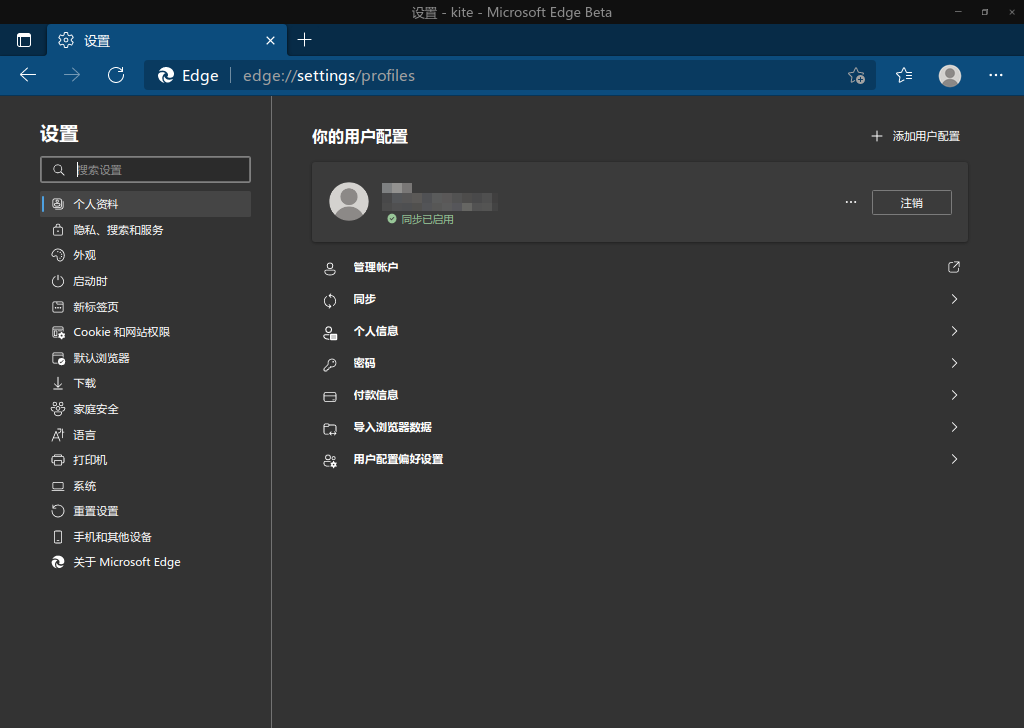 设置 - kite - Microsoft Edge Beta
设置
Edge edge://settings/profiles
设置
搜索设置
个人资料
隐私、搜索和服务
外观
启动时
新标签页
Cookie 和网站权限
默认浏览器
下载
家庭安全
语言
打印机
系统
重置设置
手机和其他设备
关于 Microsoft Edge
你的用户配置
添加用户配置
同步已启用
注销
管理帐户
同步
个人信息
密码
付款信息
导入浏览器数据
用户配置偏好设置